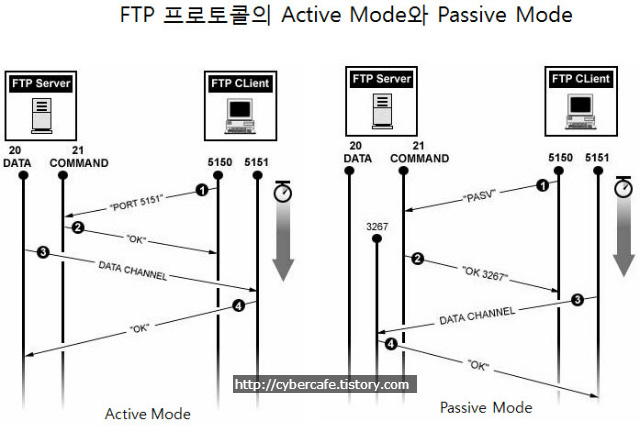 FTP 프로토콜의 Active Mode와 Passive Mode
FTP Server
FTP CLient
20
DATA
21
COMMAND
5150
5151
1
"PORT 5151"
2
"OK"
3
DATA CHANNEL
4
"OK"
Active Mode
FTP Server
FTP CLient
20
DATA
21
COMMAND
5150
5151
1
"PASV"
3267
2
"OK 3267"
3
DATA CHANNEL
4
"OK"
Passive Mode
http://cybercafe.tistory.com